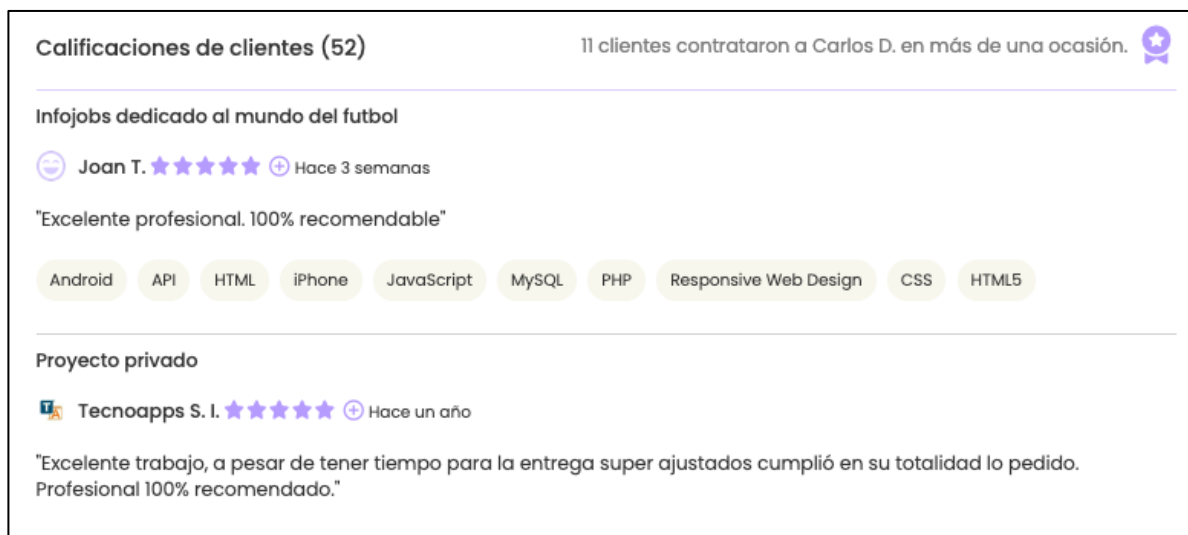 Calificaciones de clientes (52)
11 clientes contrataron a Carlos D. en más de una ocasión.
Infojobs dedicado al mundo del futbol
Joan T. Hace 3 semanas
"Excelente profesional. 100% recomendable"
Android API HTML iPhone JavaScript MySQL PHP Responsive Web Design CSS HTML5
Proyecto privado
TA Tecnoapps S. I. Hace un año
"Excelente trabajo, a pesar de tener tiempo para la entrega super ajustados cumplió en su totalidad lo pedido.
Profesional 100% recomendado."